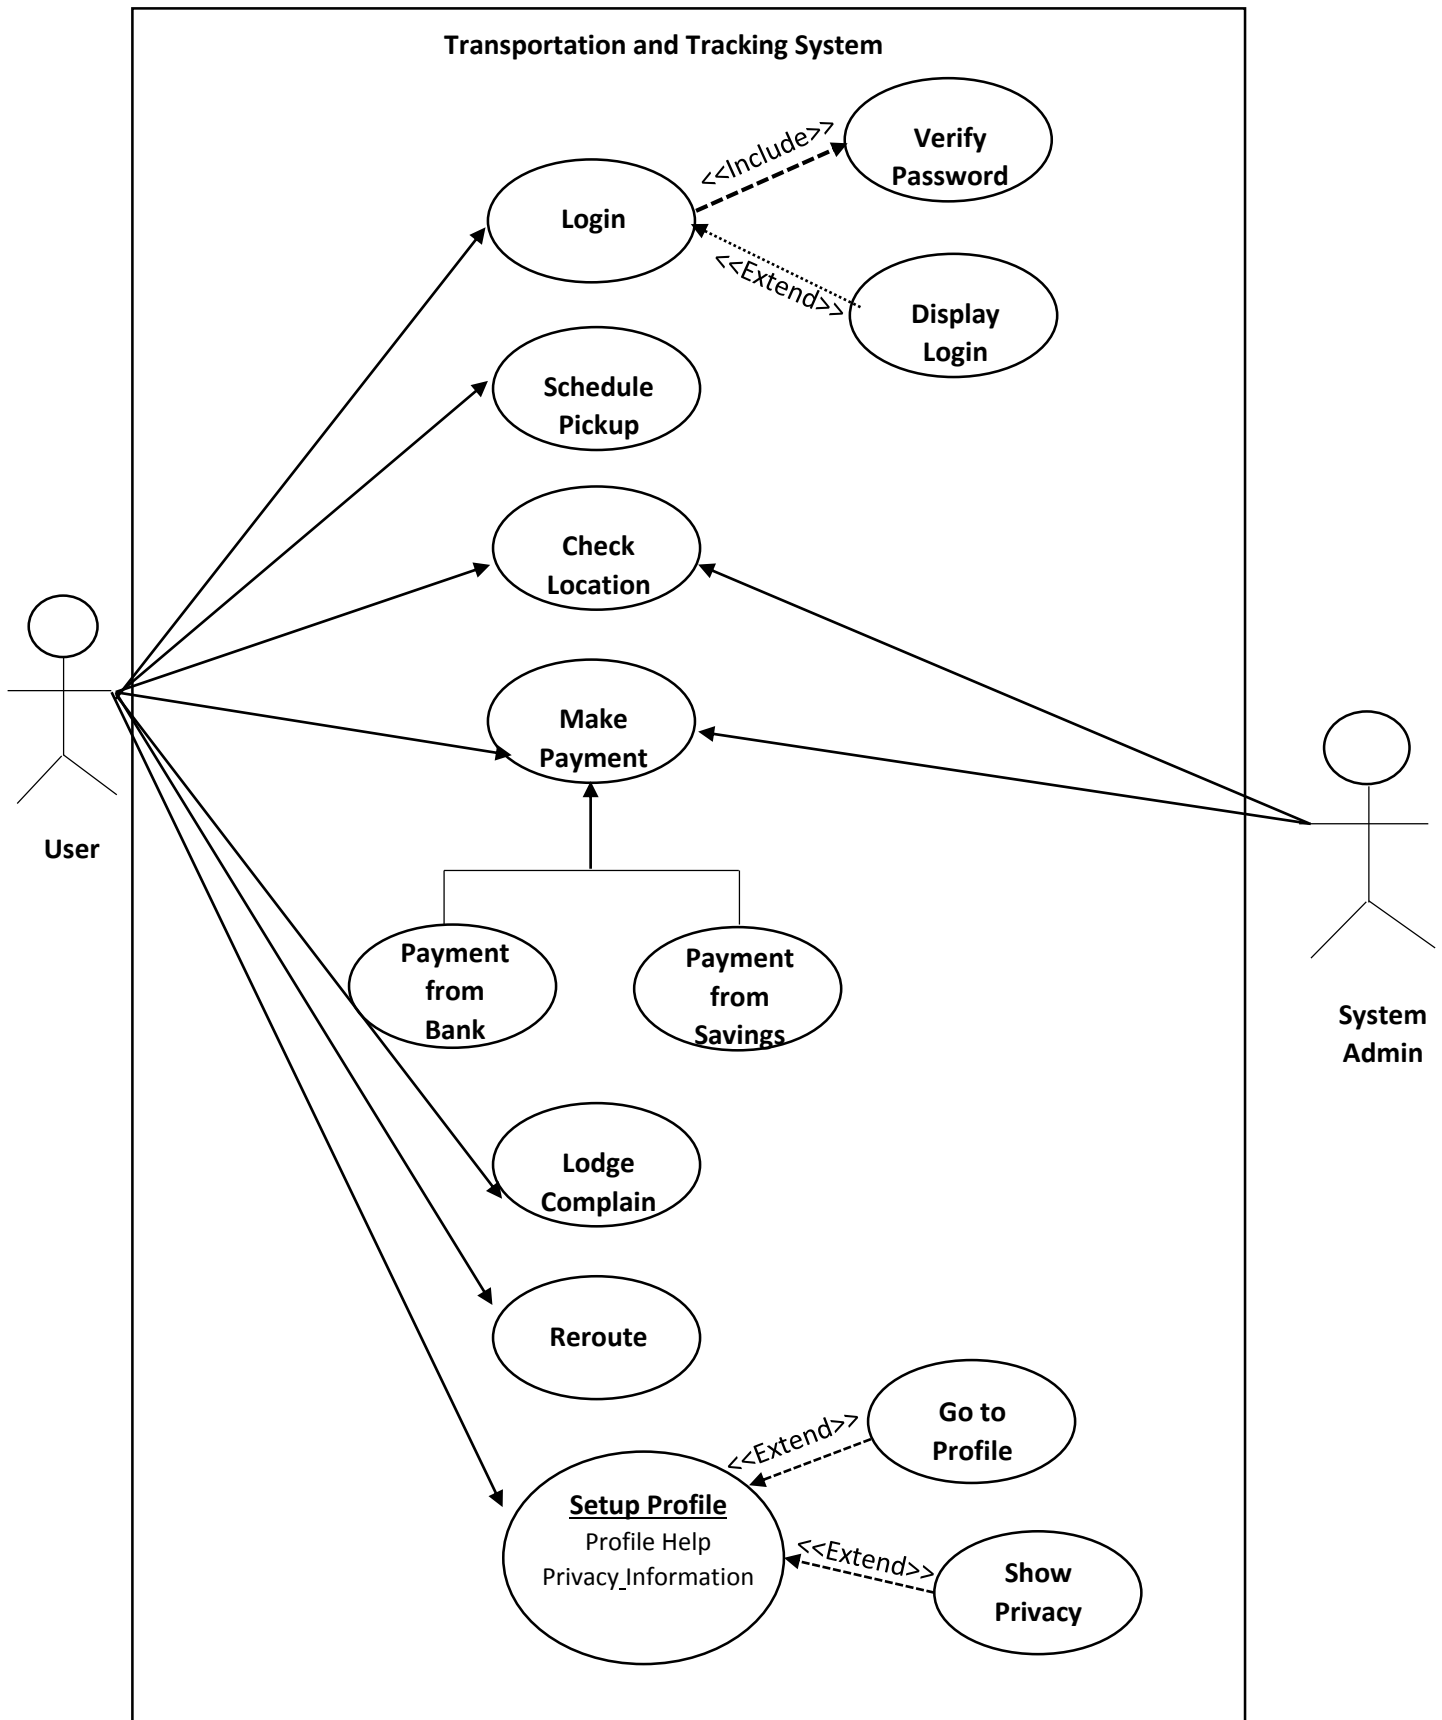 Transportation and Tracking System
<<Include>>
Verify
Password
Login
<<Extend>>
Display
Login
Schedule
Pickup
Check
Location
Make
Payment
User
Payment
from
Bank
Payment
from
Savings
System
Admin
Lodge
Complain
Reroute
<<Extend>>
Go to
Profile
Setup Profile
Profile Help
Privacy_Information
<<Extend>>
Show
Privacy